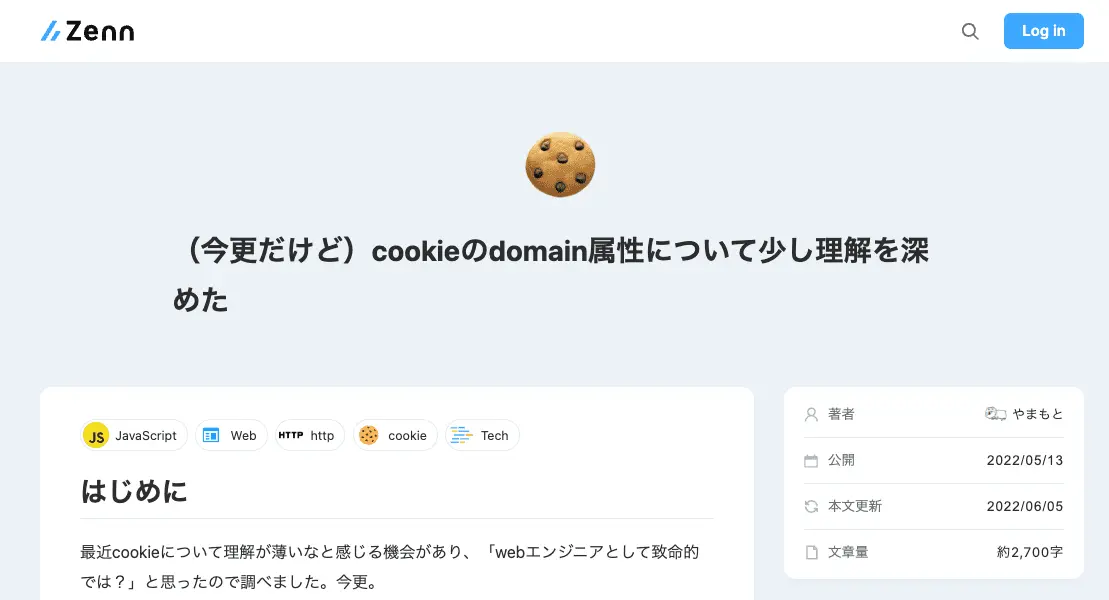 Zenn
Log in
（今更だけど）cookieのdomain属性について少し理解を深
めた
JS JavaScript
Web
HTTP http
cookie
Tech
はじめに
最近cookieについて理解が薄いなと感じる機会があり、「webエンジニアとして致命的
では？」と思ったので調べました。今更。
著者 やまもと
公開 2022/05/13
本文更新 2022/06/05
文章量 約2,700字